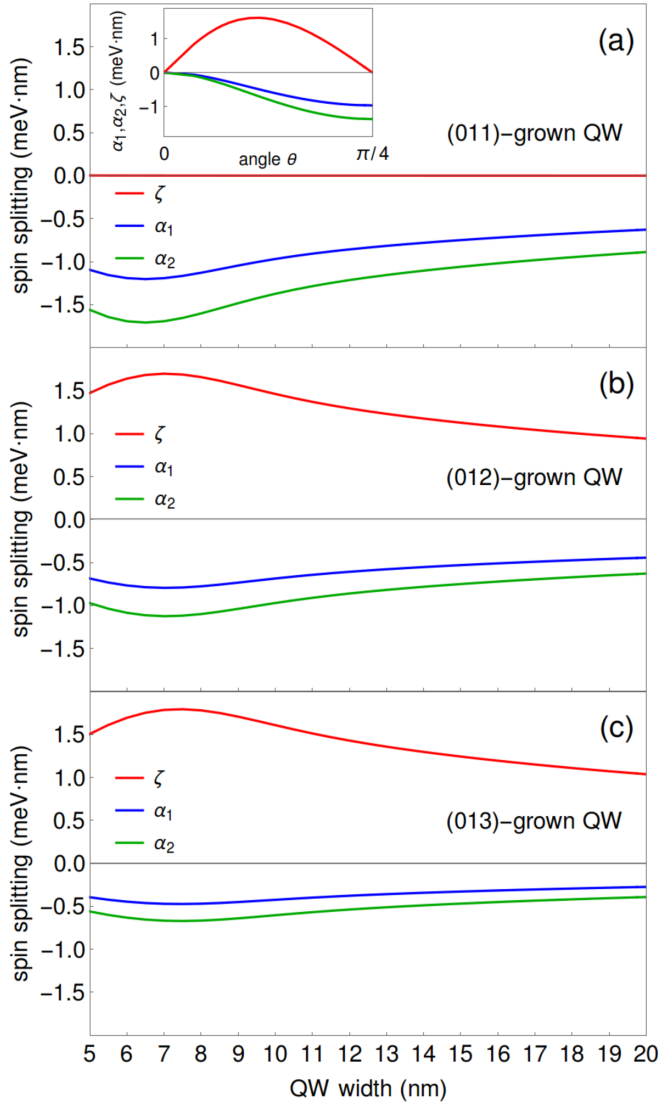 (a)
α₁,α₂,ζ (meV·nm)
1
0
−1
0
angle θ
π/4
(011)−grown QW
spin splitting (meV·nm)
1.5
1.0
0.5
0.0
−0.5
−1.0
−1.5
ζ
α₁
α₂
(b)
(012)−grown QW
spin splitting (meV·nm)
1.5
1.0
0.5
0.0
−0.5
−1.0
−1.5
ζ
α₁
α₂
(c)
(013)−grown QW
spin splitting (meV·nm)
1.5
1.0
0.5
0.0
−0.5
−1.0
−1.5
ζ
α₁
α₂
5 6 7 8 9 10 11 12 13 14 15 16 17 18 19 20
QW width (nm)